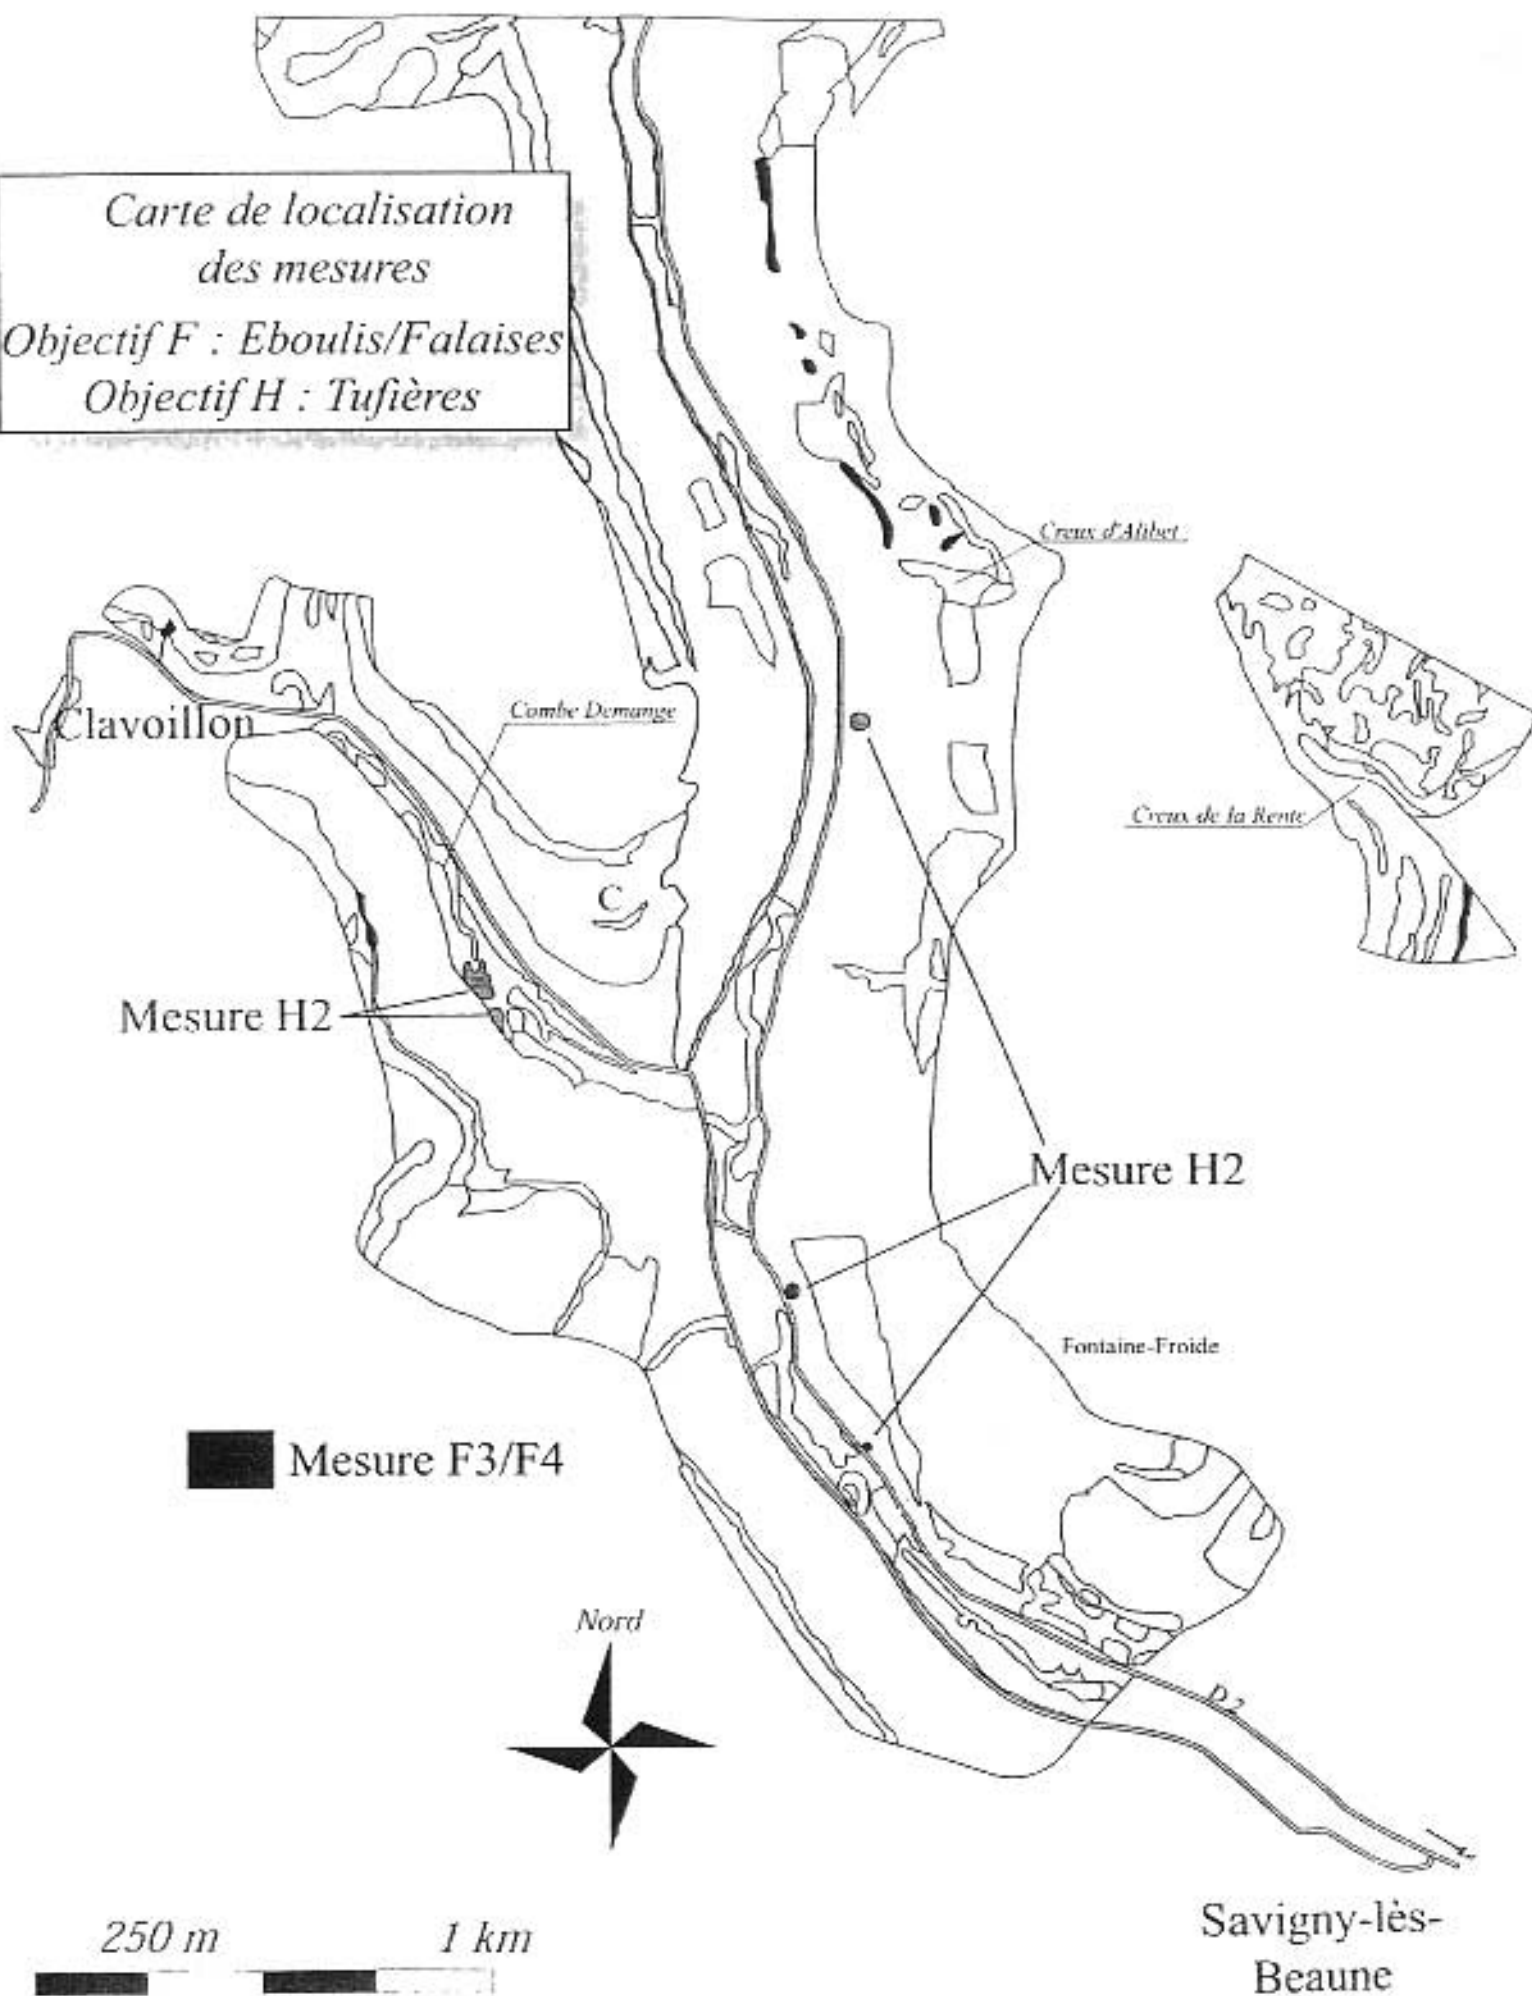 Carte de localisation
des mesures
Objectif F : Eboulis/Falaises
Objectif H : Tufières
Creux d'Alibet
Clavoillon
Combe Demange
Creux de la Rente
C
Mesure H2
Mesure H2
Fontaine-Froide
Mesure F3/F4
Nord
D2
Savigny-lès-
Beaune
250 m
1 km